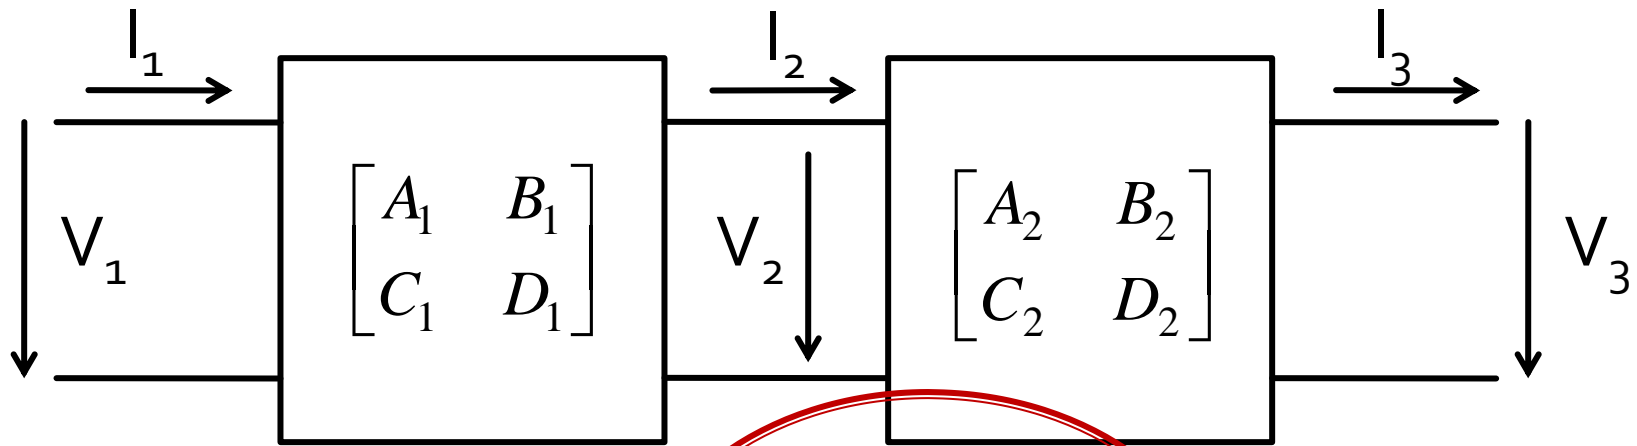 I₁ I₂ I₃
A₁ B₁ A₂ B₂
V₁ V₂ V₃
C₁ D₁ C₂ D₂